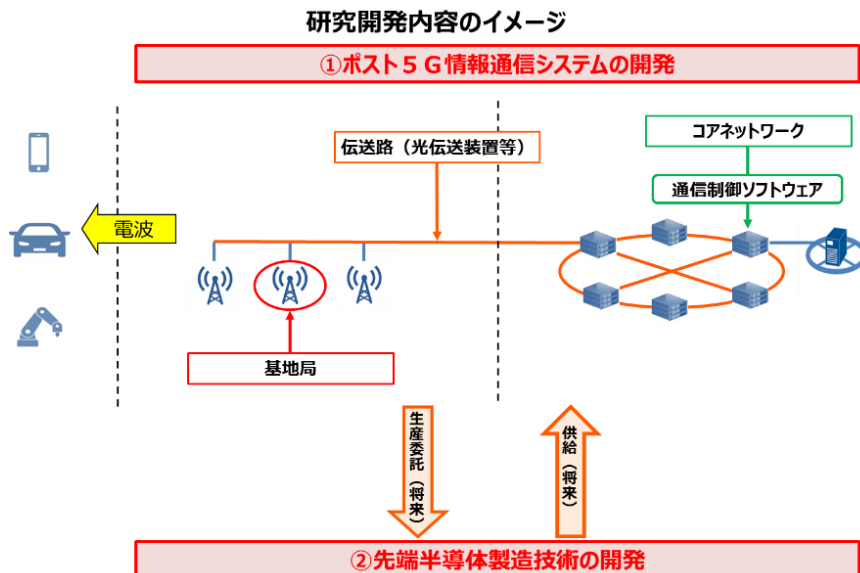 研究開発内容のイメージ
①ポスト５Ｇ情報通信システムの開発
コアネットワーク
伝送路（光伝送装置等）
通信制御ソフトウェア
電波
基地局
生産委託（将来）
供給（将来）
②先端半導体製造技術の開発